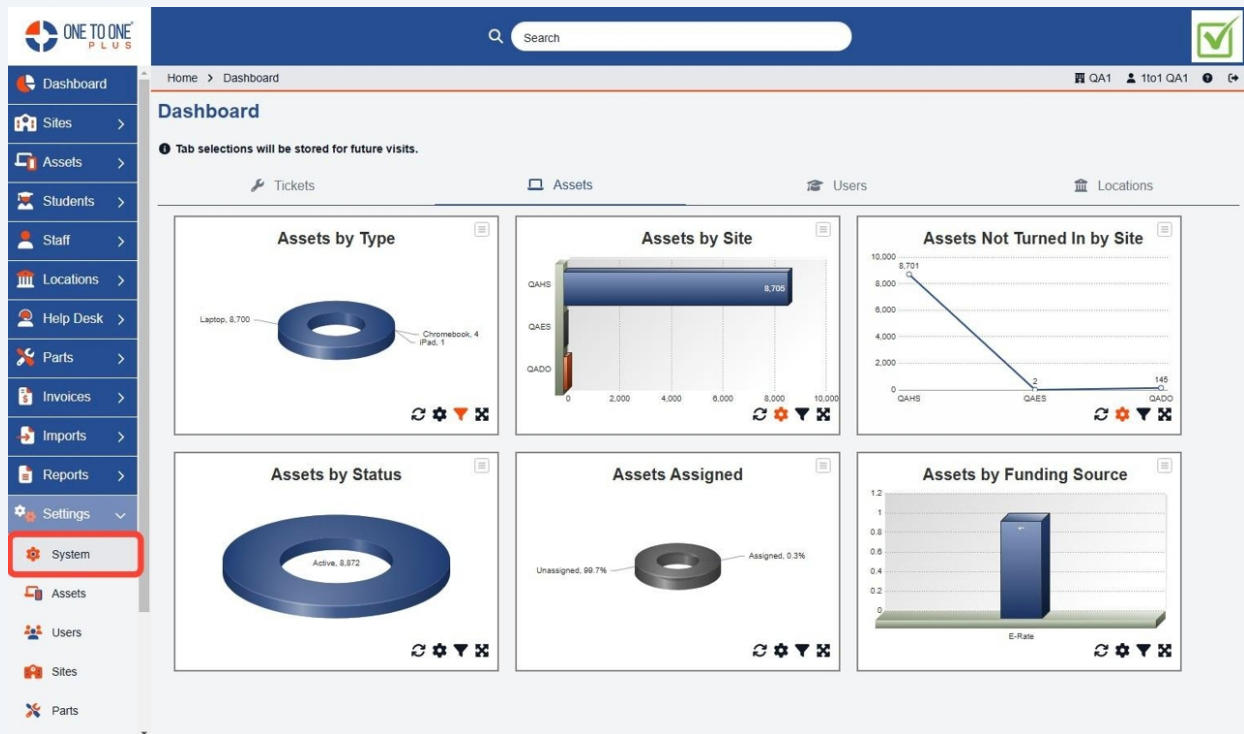 ONE TO ONE
PLUS
Search
Home > Dashboard
QA1 1to1 QA1
Dashboard
Sites
Assets
Students
Staff
Locations
Help Desk
Parts
Invoices
Imports
Reports
Settings
System
Assets
Users
Sites
Parts
Dashboard
Tab selections will be stored for future visits.
Tickets Assets Users Locations
Assets by Type
Laptop, 8,700
Chromebook, 4
iPad, 1
Assets by Site
QAHS
8,705
QAES
QADO
0 2,000 4,000 6,000 8,000 10,000
Assets Not Turned In by Site
10,000
8,701
8,000
6,000
4,000
2,000
0
2
145
QAHS QAES QADO
Assets by Status
Active, 8,872
Assets Assigned
Unassigned, 99.7%
Assigned, 0.3%
Assets by Funding Source
1.2
1
0.8
0.6
0.4
0.2
0
E-Rate